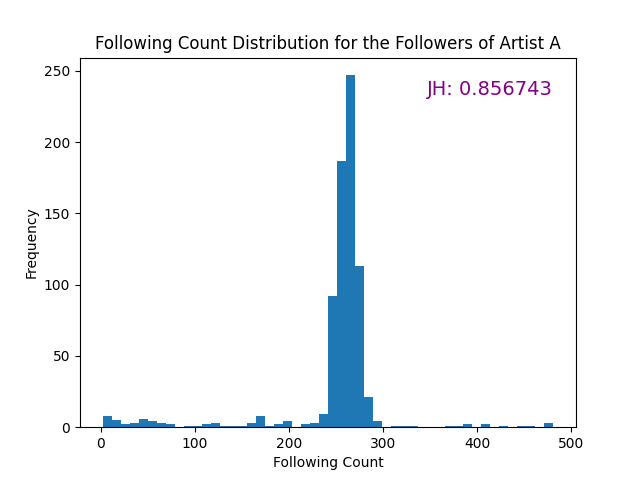 Following Count Distribution for the Followers of Artist A
JH: 0.856743
250
200
150
100
50
0
Frequency
0 100 200 300 400 500
Following Count